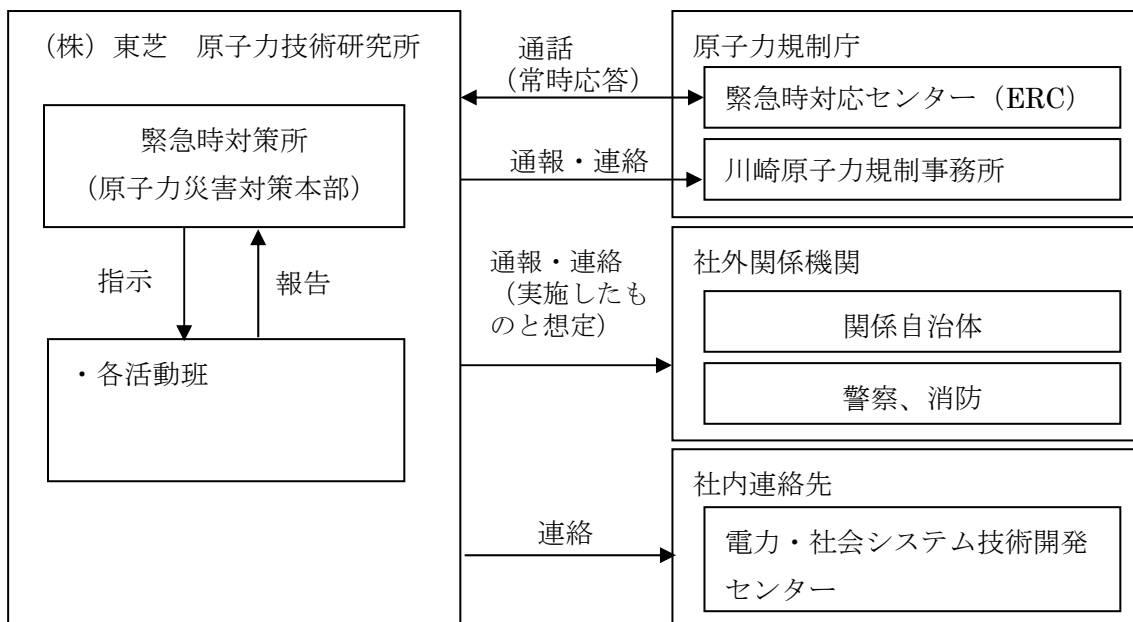 （株）東芝　原子力技術研究所
緊急時対策所
（原子力災害対策本部）
指示
報告
・各活動班
通話
（常時応答）
通報・連絡
通報・連絡
（実施したも
のと想定）
連絡
原子力規制庁
緊急時対応センター（ERC）
川崎原子力規制事務所
社外関係機関
関係自治体
警察、消防
社内連絡先
電力・社会システム技術開発
センター